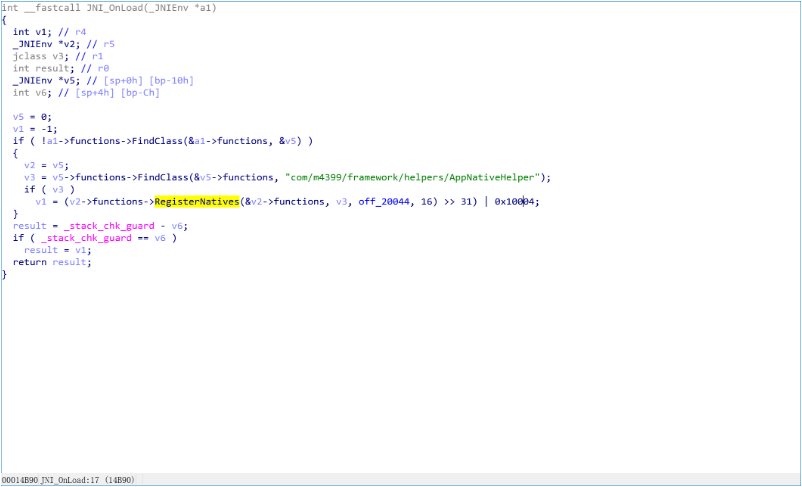 int __fastcall JNI_OnLoad(_JNIEnv *a1)
{
  int v1; // r4
  _JNIEnv *v2; // r5
  jclass v3; // r1
  int result; // r0
  _JNIEnv *v5; // [sp+0h] [bp-10h]
  int v6; // [sp+4h] [bp-Ch]

  v5 = 0;
  v1 = -1;
  if ( !a1->functions->FindClass(&a1->functions, &v5) )
  {
    v2 = v5;
    v3 = v5->functions->FindClass(&v5->functions, "com/m4399/framework/helpers/AppNativeHelper");
    if ( v3 )
      v1 = (v2->functions->RegisterNatives(&v2->functions, v3, off_20044, 16) >> 31) | 0x10004;
  }
  result = _stack_chk_guard - v6;
  if ( _stack_chk_guard == v6 )
    result = v1;
  return result;
}
00014B90 JNI_OnLoad:17 (14B90)